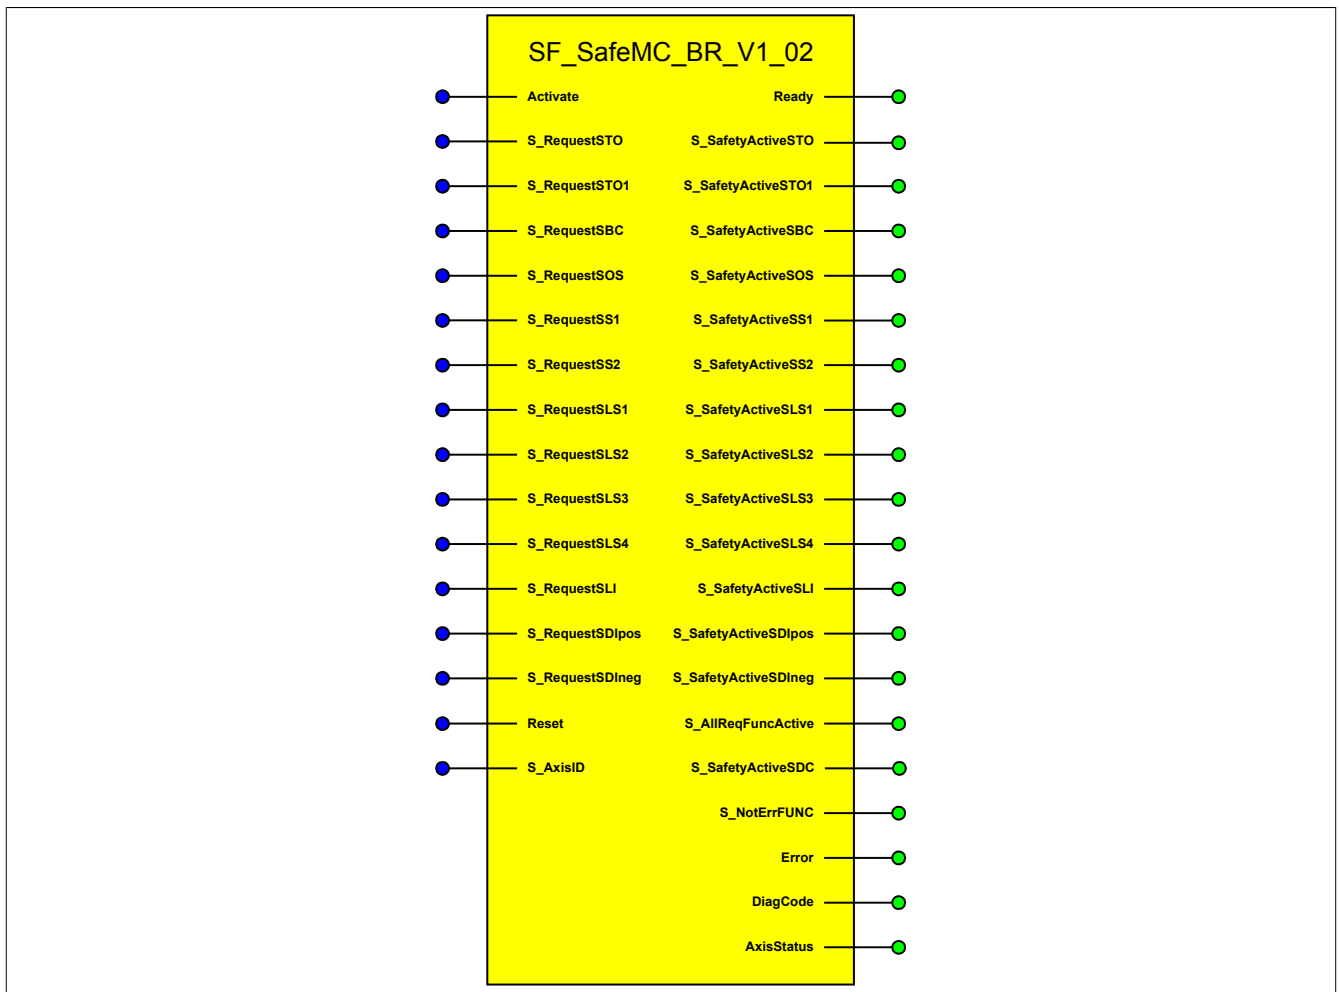 SF_SafeMC_BR_V1_02
Activate Ready
S_RequestSTO S_SafetyActiveSTO
S_RequestSTO1 S_SafetyActiveSTO1
S_RequestSBC S_SafetyActiveSBC
S_RequestSOS S_SafetyActiveSOS
S_RequestSS1 S_SafetyActiveSS1
S_RequestSS2 S_SafetyActiveSS2
S_RequestSLS1 S_SafetyActiveSLS1
S_RequestSLS2 S_SafetyActiveSLS2
S_RequestSLS3 S_SafetyActiveSLS3
S_RequestSLS4 S_SafetyActiveSLS4
S_RequestSLI S_SafetyActiveSLI
S_RequestSDIpos S_SafetyActiveSDIpos
S_RequestSDIneg S_SafetyActiveSDIneg
Reset S_AllReqFuncActive
S_AxisID S_SafetyActiveSDC
S_NotErrFUNC
Error
DiagCode
AxisStatus